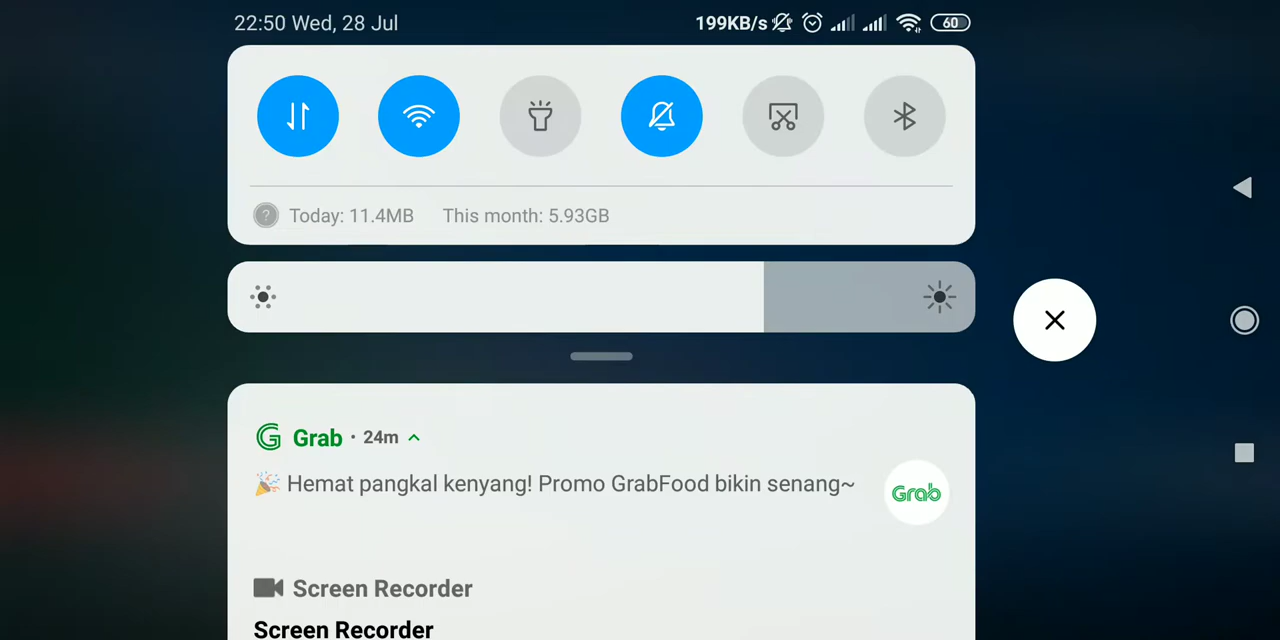 22:50 Wed, 28 Jul 199KB/s 60
Today: 11.4MB This month: 5.93GB
Grab · 24m
🎉 Hemat pangkal kenyang! Promo GrabFood bikin senang~
Grab
Screen Recorder
Screen Recorder